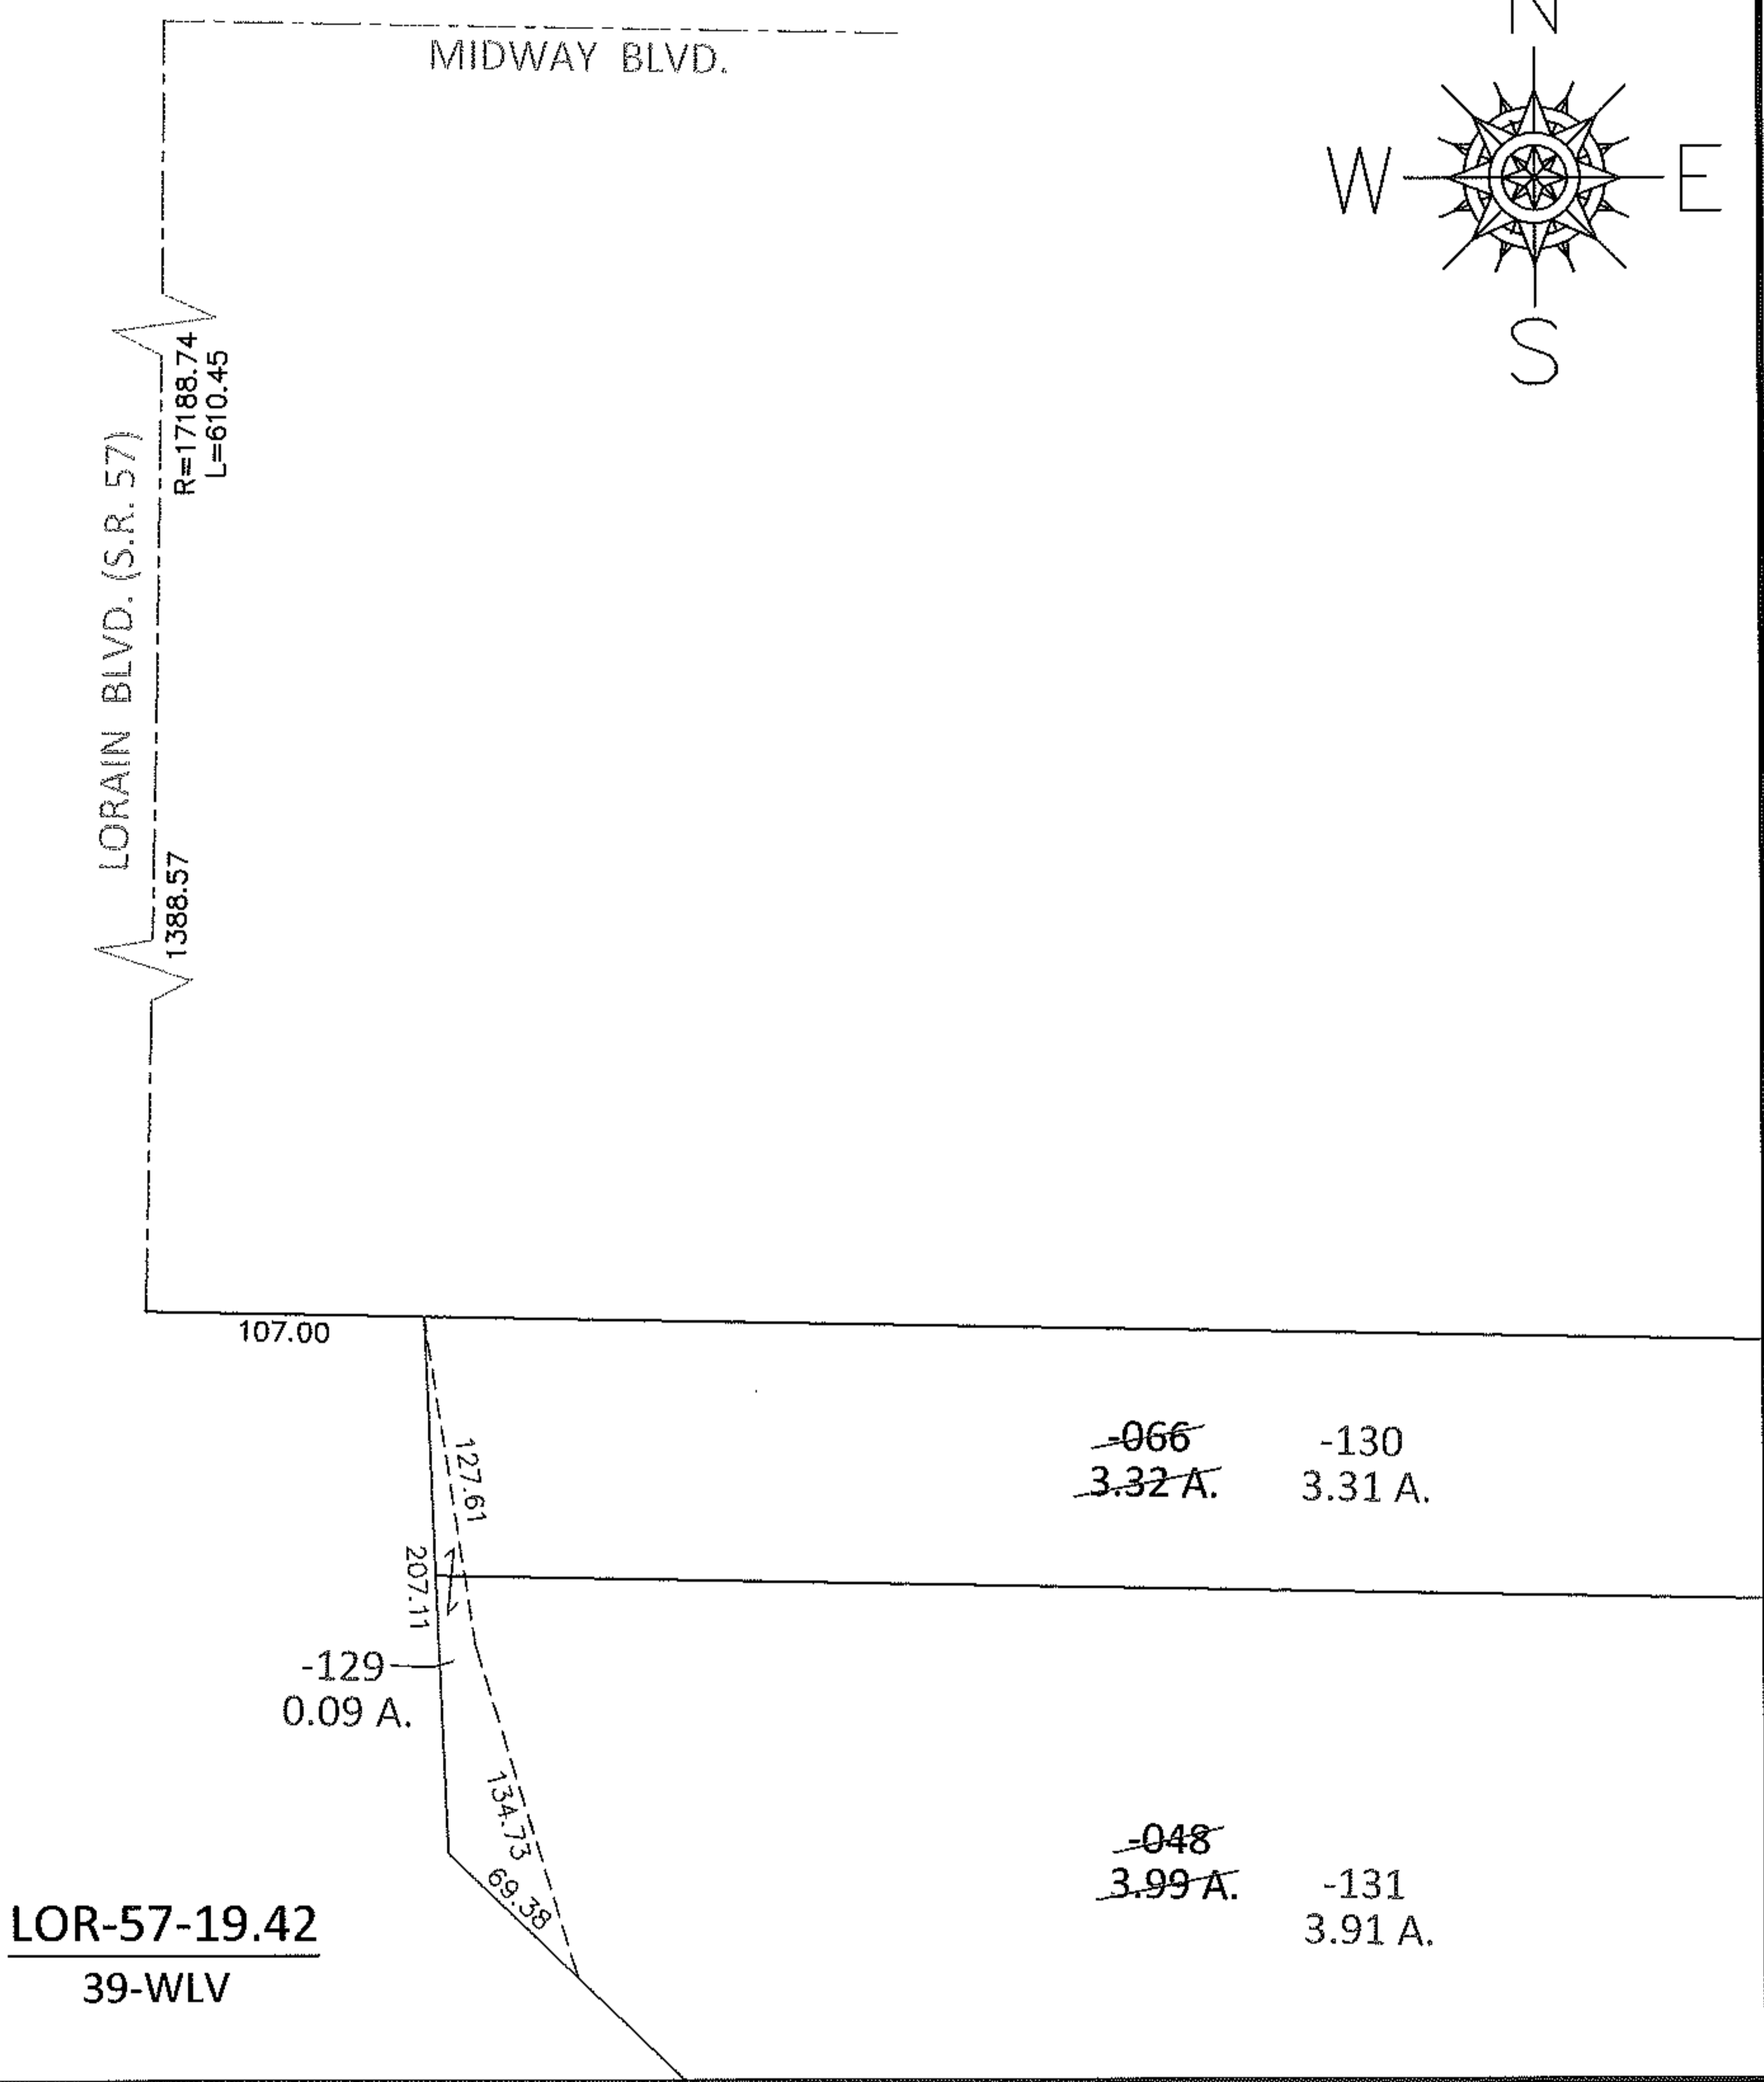 N
MIDWAY BLVD.
W
E
S
R=17188.74
L=610.45
LORAIN BLVD. (S.R. 57)
1388.57
107.00
-066
3.32 A.
-130
3.31 A.
127.61
207.11
-129
0.09 A.
134.73
69.38
-048
3.99 A.
-131
3.91 A.
LOR-57-19.42
39-WLV